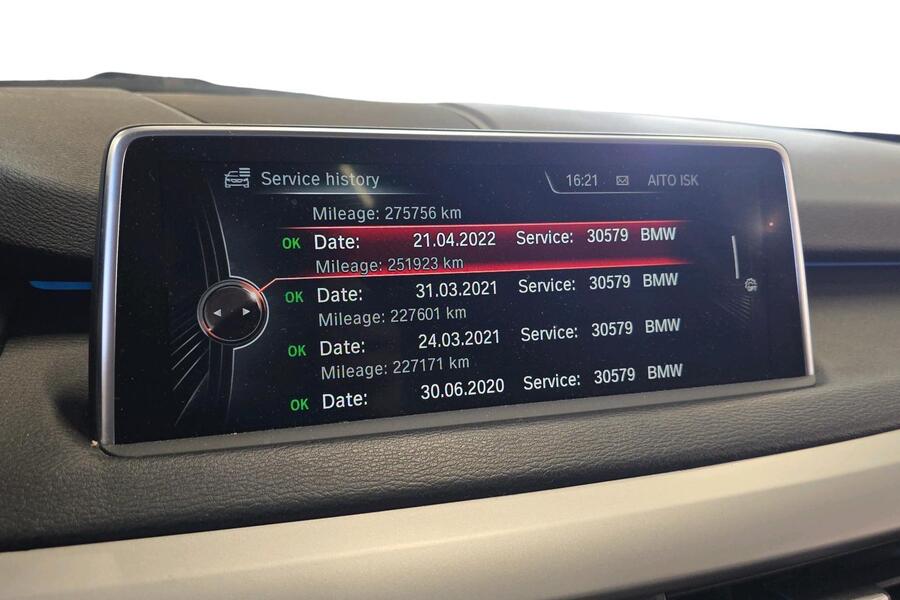 Service history 16:21 AITO ISK
Mileage: 275756 km
OK Date: 21.04.2022 Service: 30579 BMW
Mileage: 251923 km
OK Date: 31.03.2021 Service: 30579 BMW
Mileage: 227601 km
OK Date: 24.03.2021 Service: 30579 BMW
Mileage: 227171 km
OK Date: 30.06.2020 Service: 30579 BMW